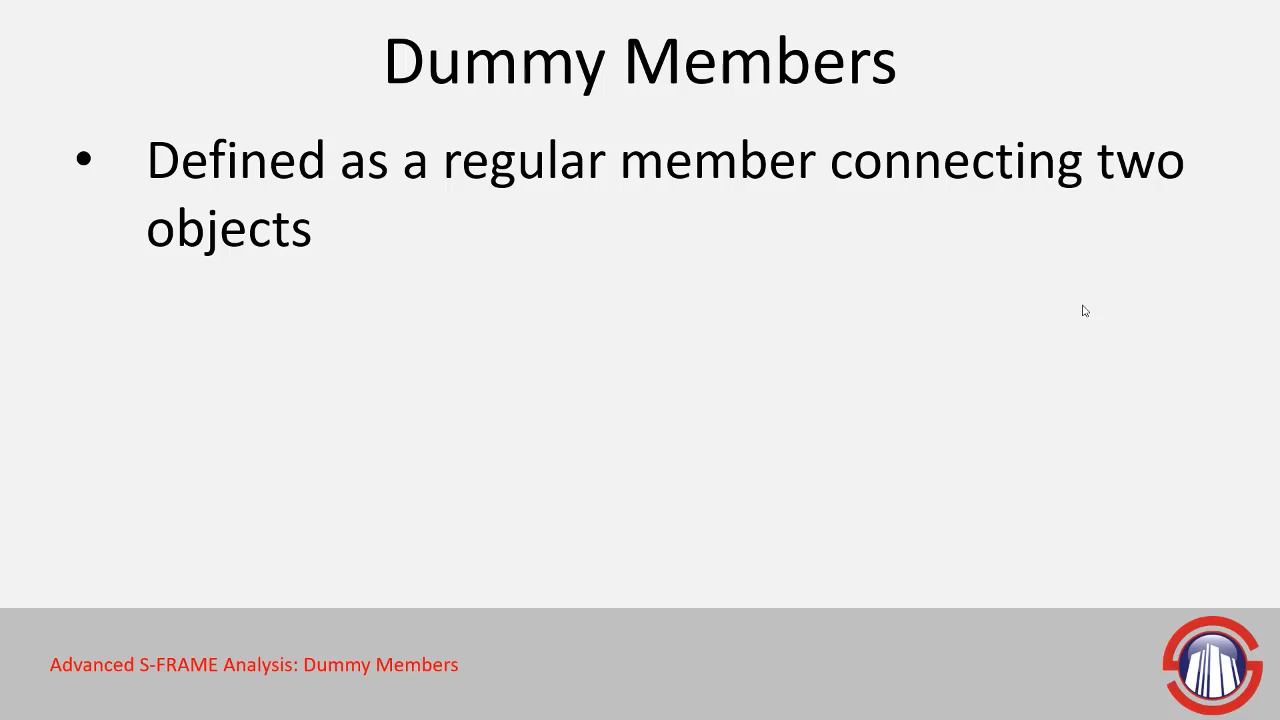 Dummy Members
• Defined as a regular member connecting two
objects
Advanced S-FRAME Analysis: Dummy Members